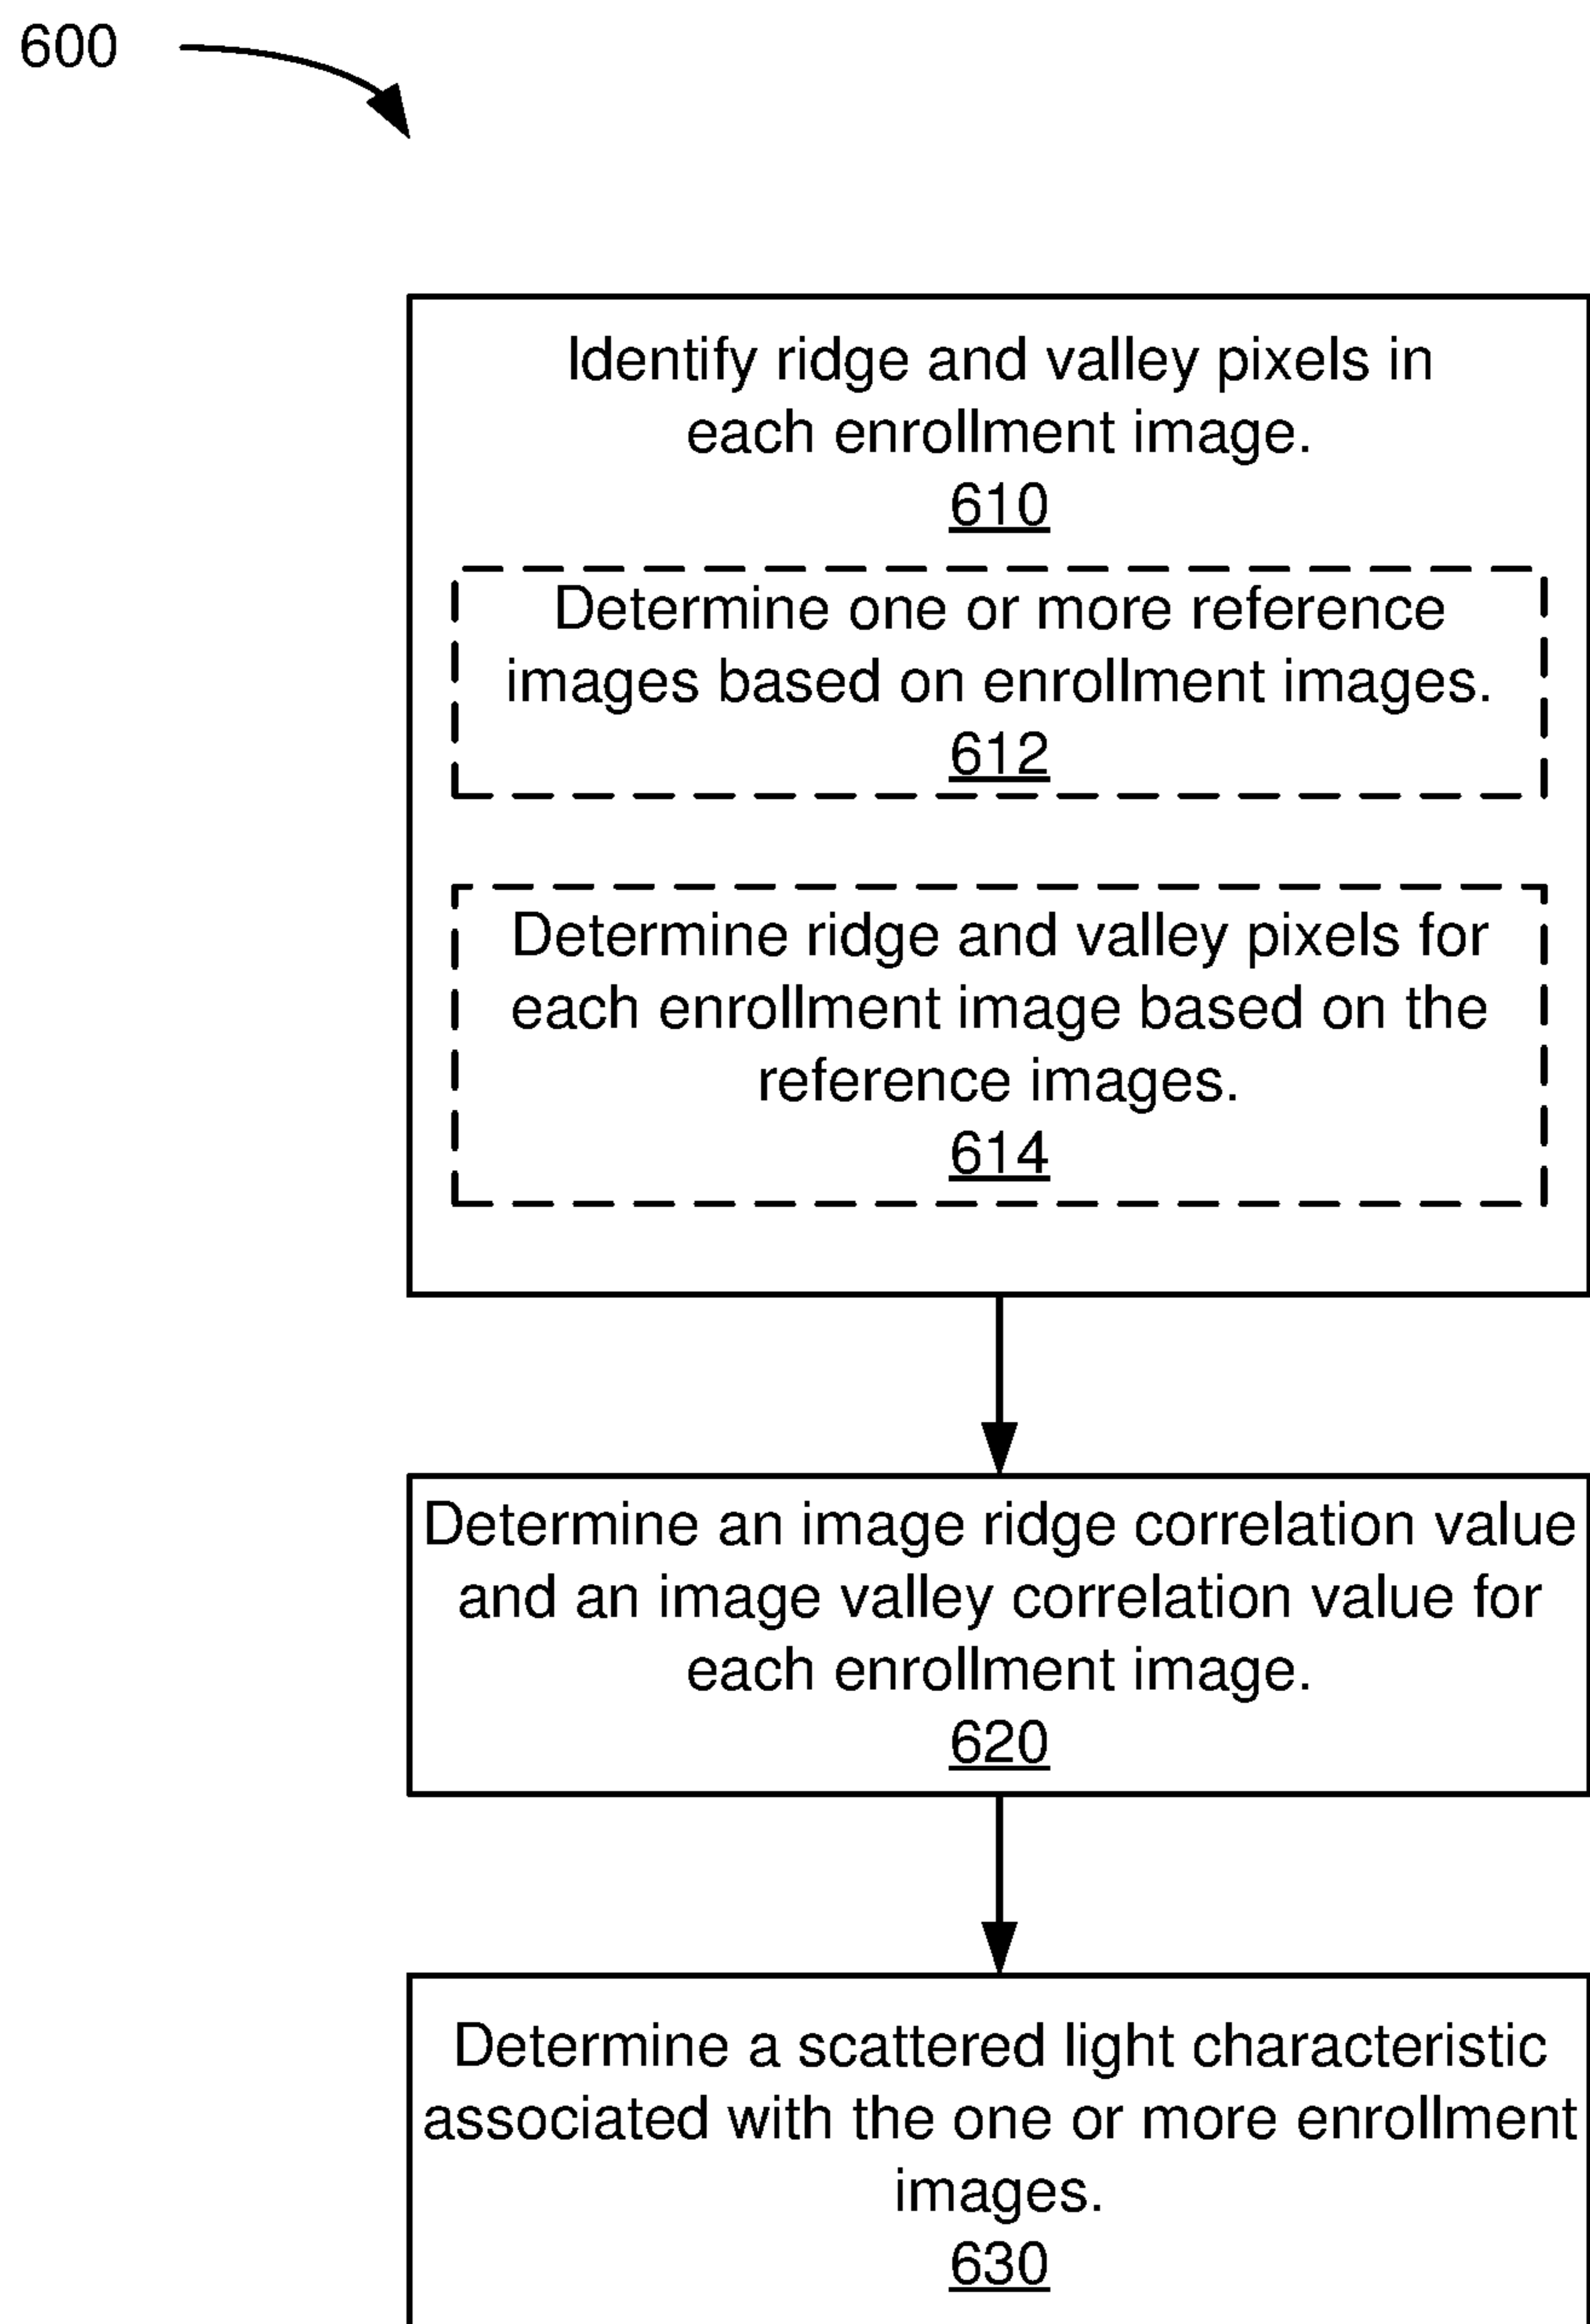 600
Identify ridge and valley pixels in
each enrollment image.
610
Determine one or more reference
images based on enrollment images.
612
Determine ridge and valley pixels for
each enrollment image based on the
reference images.
614
Determine an image ridge correlation value
and an image valley correlation value for
each enrollment image.
620
Determine a scattered light characteristic
associated with the one or more enrollment
images.
630